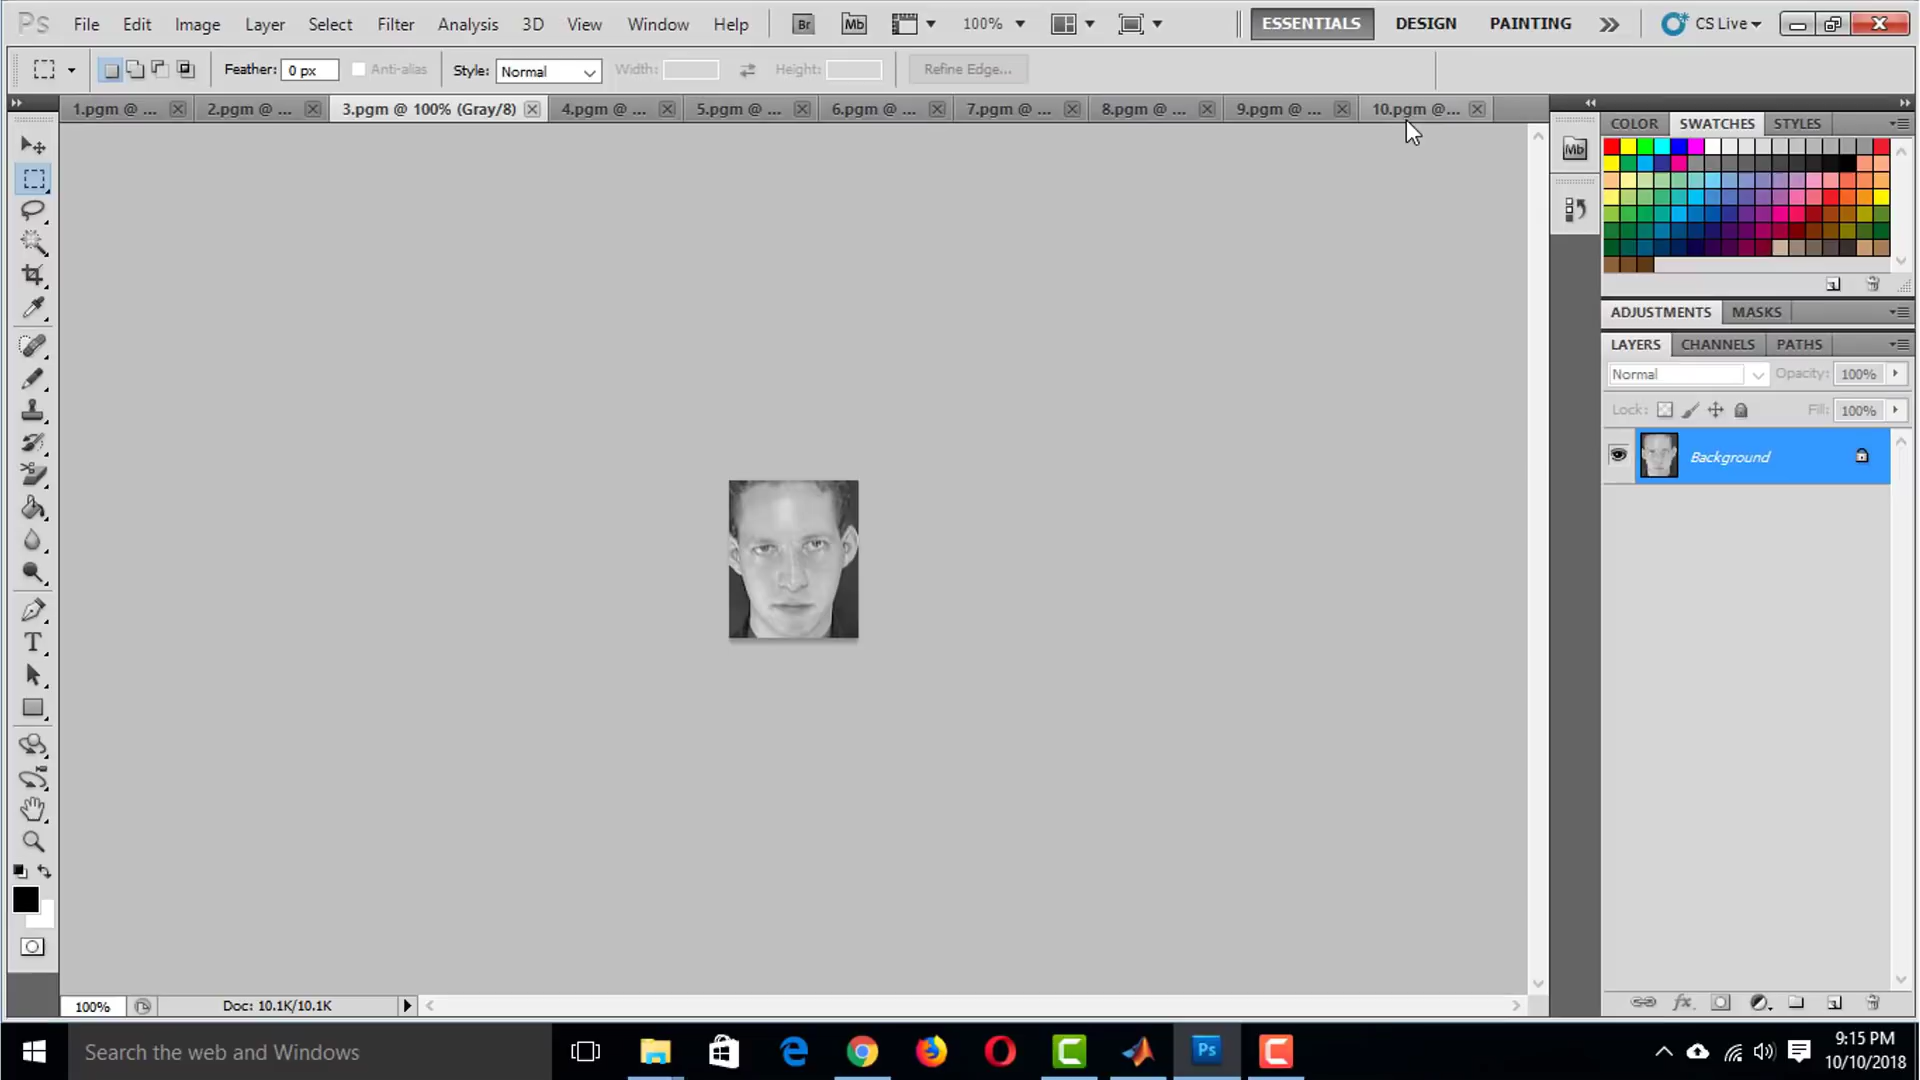 Ps File Edit Image Layer Select Filter Analysis 3D View Window Help Br Mb 100% ESSENTIALS DESIGN PAINTING CS Live
Feather: 0 px Anti-alias Style: Normal Width: Height: Refine Edge...
1.pgm @ ... 2.pgm @ ... 3.pgm @ 100% (Gray/8) 4.pgm @ ... 5.pgm @ ... 6.pgm @ ... 7.pgm @ ... 8.pgm @ ... 9.pgm @ ... 10.pgm @...
COLOR SWATCHES STYLES
Mb
ADJUSTMENTS MASKS
LAYERS CHANNELS PATHS
Normal Opacity: 100%
Lock: Fill: 100%
Background
T
fx
100% Doc: 10.1K/10.1K
Search the web and Windows
Ps
9:15 PM
10/10/2018